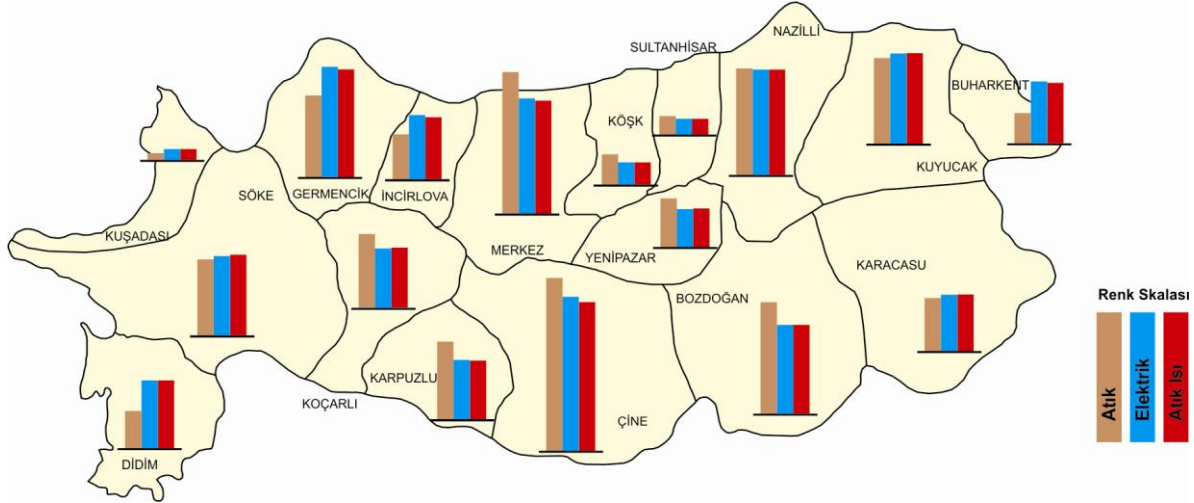 NAZİLLİ
SULTANHİSAR
BUHARKENT
KÖŞK
KUYUCAK
SÖKE
GERMENCİK
İNCİRLOVA
KUŞADASI
MERKEZ
YENİPAZAR
KARACASU
BOZDOĞAN
Renk Skalası
Atık
Elektrik
Atık Isı
KARPUZLU
KOÇARLI
ÇİNE
DİDİM